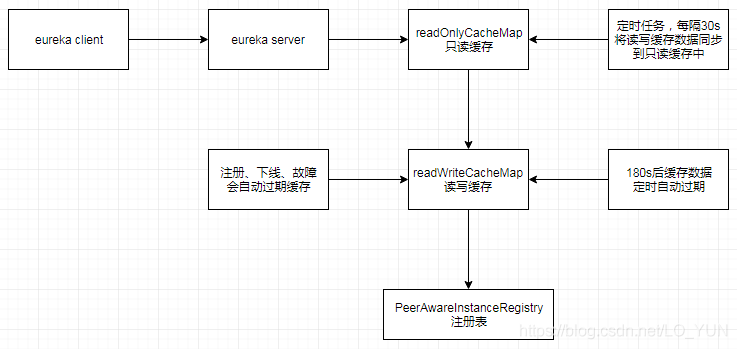 eureka client
eureka server
readOnlyCacheMap
只读缓存
定时任务，每隔30s
将读写缓存数据同步
到只读缓存中
注册、下线、故障
会自动过期缓存
readWriteCacheMap
读写缓存
180s后缓存数据
定时自动过期
PeerAwareInstanceRegistry
注册表
https://blog.csdn.net/LO_YUN